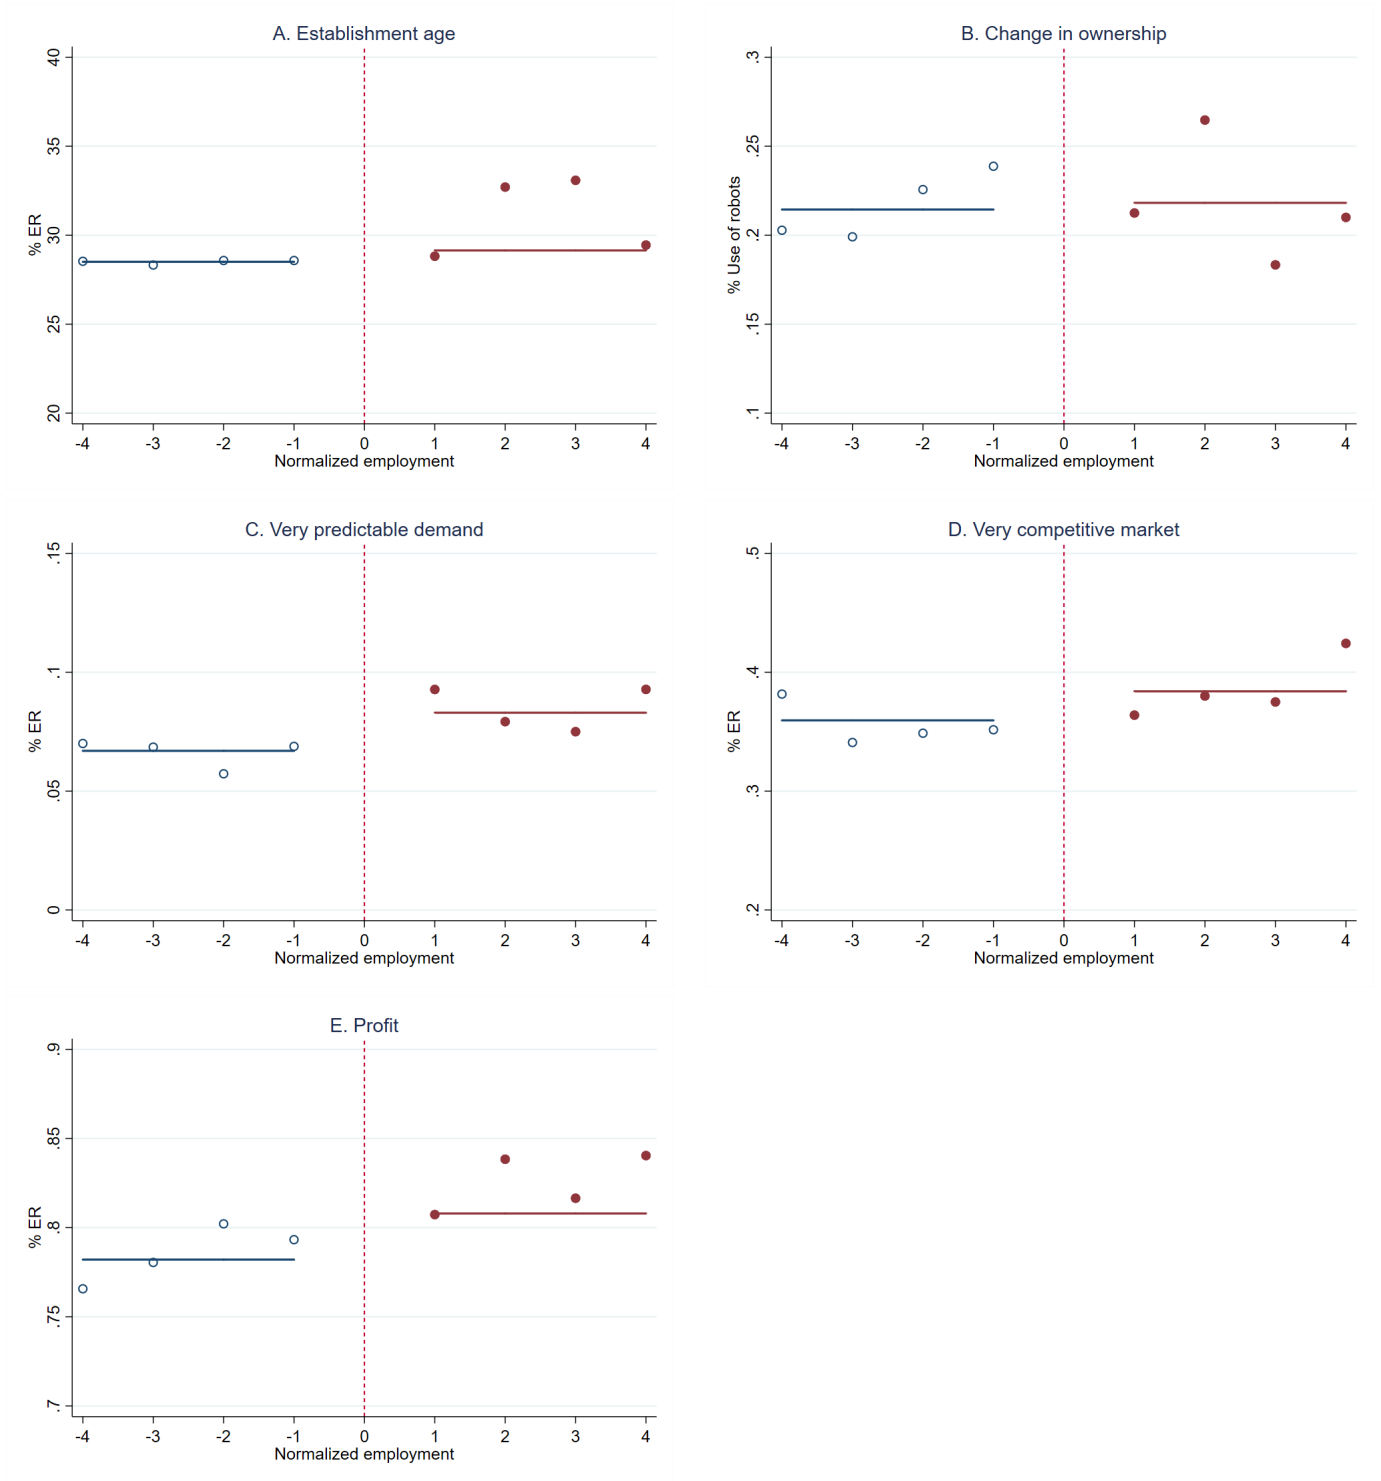 A. Establishment age
% ER
40
35
30
25
20
-4 -3 -2 -1 0 1 2 3 4
Normalized employment
B. Change in ownership
% Use of robots
.3
.25
.2
.15
.1
-4 -3 -2 -1 0 1 2 3 4
Normalized employment
C. Very predictable demand
% ER
.15
.1
.05
0
-4 -3 -2 -1 0 1 2 3 4
Normalized employment
D. Very competitive market
% ER
.5
.4
.3
.2
-4 -3 -2 -1 0 1 2 3 4
Normalized employment
E. Profit
% ER
.9
.85
.8
.75
.7
-4 -3 -2 -1 0 1 2 3 4
Normalized employment